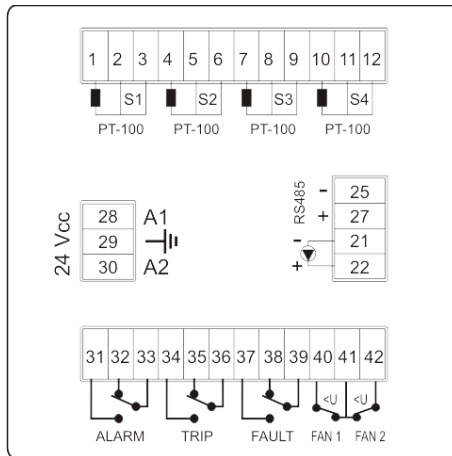 1 2 3 4 5 6 7 8 9 10 11 12
S1 S2 S3 S4
PT-100 PT-100 PT-100 PT-100
24 Vcc
28 A1
29
30 A2
RS485
- 25
+ 27
- 21
+ 22
31 32 33 34 35 36 37 38 39 40 41 42
<U <U
ALARM TRIP FAULT FAN 1 FAN 2